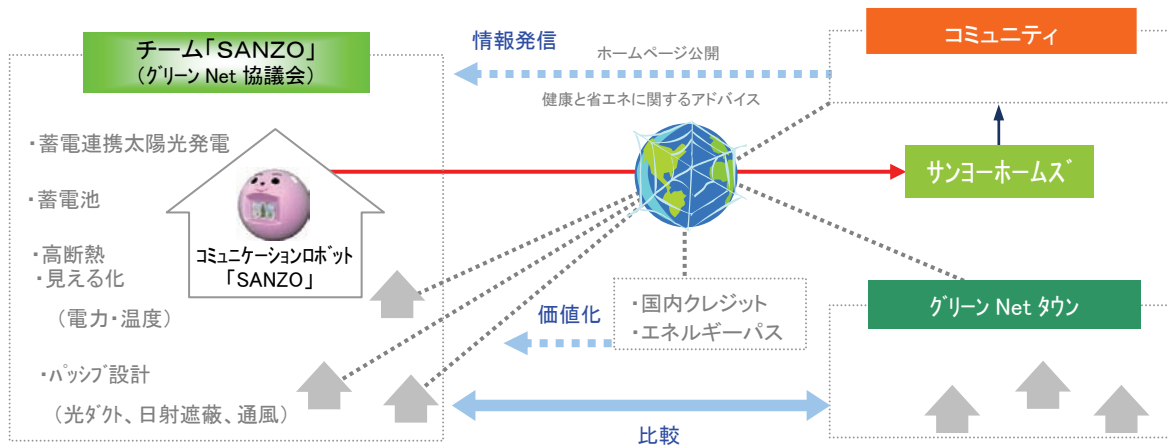 チーム「SANZO」
（ｸﾞﾘｰﾝ Net 協議会）
・蓄電連携太陽光発電
・蓄電池
・高断熱
・見える化
（電力・温度）
・ﾊﾟｯｼﾌﾞ設計
（光ﾀﾞｸﾄ、日射遮蔽、通風）
ｺﾐｭﾆｹｰｼｮﾝﾛﾎﾞｯﾄ
「SANZO」
情報発信
ホームページ公開
健康と省エネに関するアドバイス
価値化
・国内クレジット
・エネルギーパス
比較
コミュニティ
サンヨーホームズ
ｸﾞﾘｰﾝ Net ﾀｳﾝ